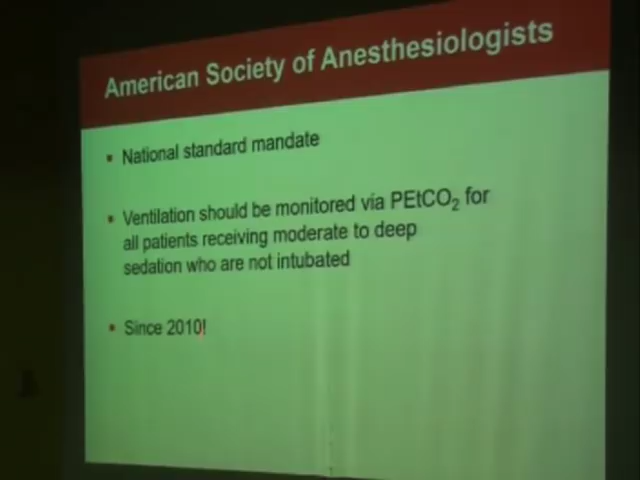 American Society of Anesthesiologists
• National standard mandate
• Ventilation should be monitored via PEtCO₂ for
all patients receiving moderate to deep
sedation who are not intubated
• Since 2010!